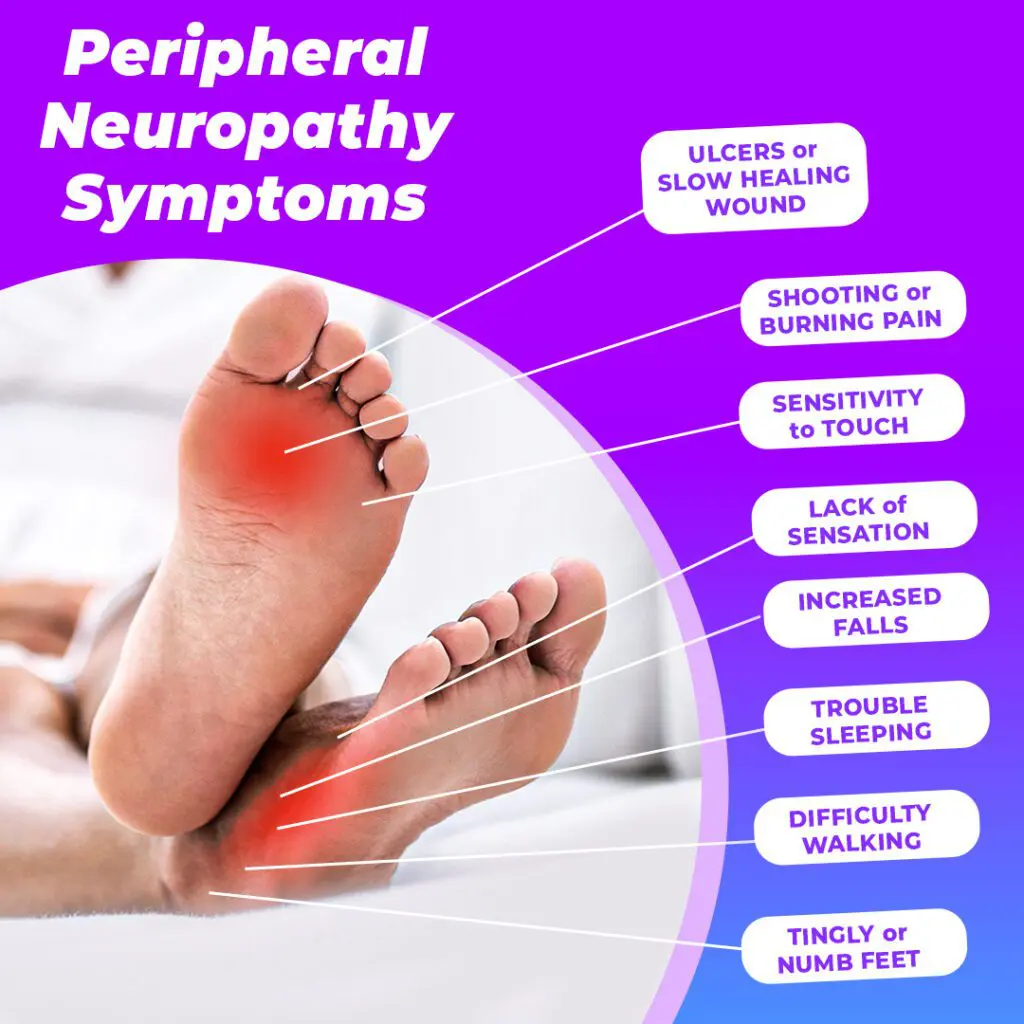 Peripheral
Neuropathy
Symptoms
ULCERS or
SLOW HEALING
WOUND
SHOOTING or
BURNING PAIN
SENSITIVITY
to TOUCH
LACK of
SENSATION
INCREASED
FALLS
TROUBLE
SLEEPING
DIFFICULTY
WALKING
TINGLY or
NUMB FEET